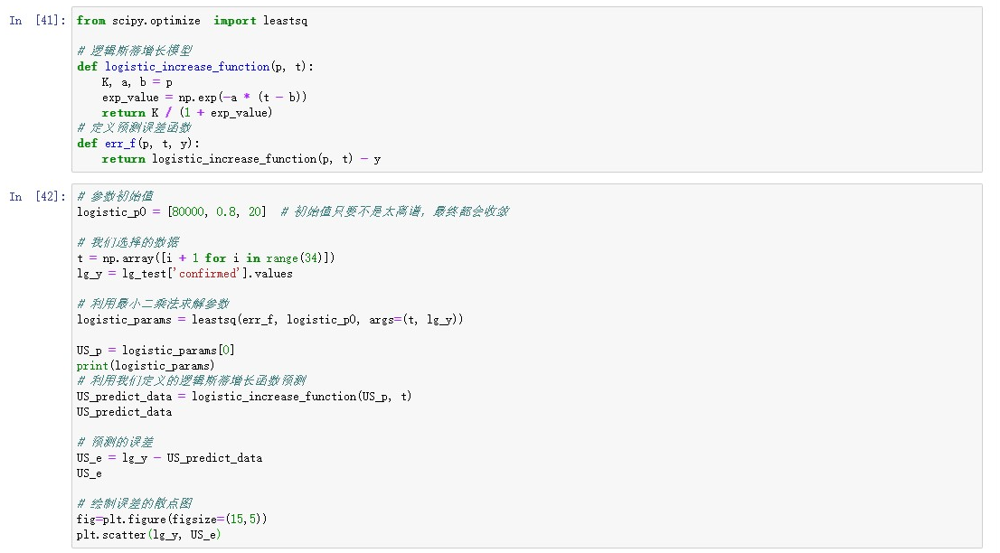 In [41]: from scipy.optimize import leastsq
# 逻辑斯蒂增长模型
def logistic_increase_function(p, t):
K, a, b = p
exp_value = np.exp(-a * (t - b))
return K / (1 + exp_value)
# 定义预测误差函数
def err_f(p, t, y):
return logistic_increase_function(p, t) - y
In [42]: # 参数初始值
logistic_p0 = [80000, 0.8, 20] # 初始值只要不是太离谱，最终都会收敛
# 我们选择的数据
t = np.array([i + 1 for i in range(34)])
lg_y = lg_test['confirmed'].values
# 利用最小二乘法求解参数
logistic_params = leastsq(err_f, logistic_p0, args=(t, lg_y))
US_p = logistic_params[0]
print(logistic_params)
# 利用我们定义的逻辑斯蒂增长函数预测
US_predict_data = logistic_increase_function(US_p, t)
US_predict_data
# 预测的误差
US_e = lg_y - US_predict_data
US_e
# 绘制误差的散点图
fig=plt.figure(figsize=(15,5))
plt.scatter(lg_y, US_e)